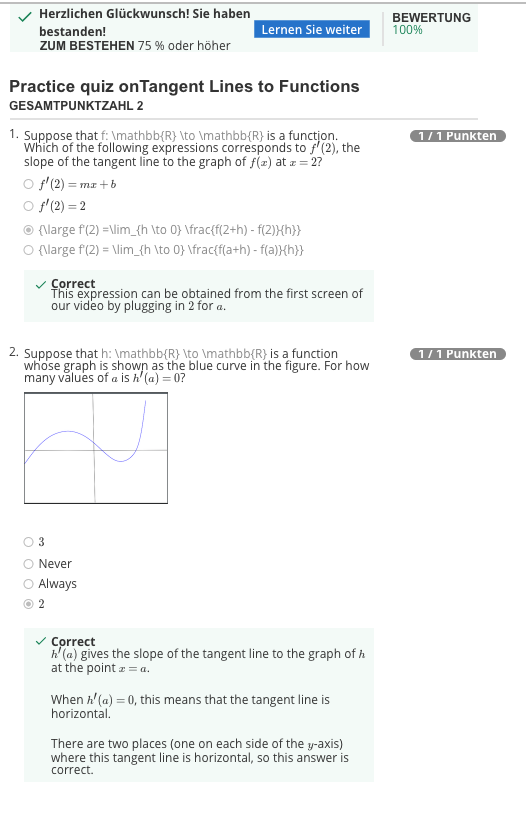 Herzlichen Glückwunsch! Sie haben
bestanden!
ZUM BESTEHEN 75 % oder höher
Lernen Sie weiter
BEWERTUNG
100%
Practice quiz onTangent Lines to Functions
GESAMTPUNKTZAHL 2
1. Suppose that f: \mathbb{R} \to \mathbb{R} is a function.
Which of the following expressions corresponds to f′(2), the
slope of the tangent line to the graph of f(x) at x = 2?
1 / 1 Punkten
f′(2) = mx + b
f′(2) = 2
{\large f'(2) =\lim_{h \to 0} \frac{f(2+h) - f(2)}{h}}
{\large f'(2) = \lim_{h \to 0} \frac{f(a+h) - f(a)}{h}}
Correct
This expression can be obtained from the first screen of
our video by plugging in 2 for a.
2. Suppose that h: \mathbb{R} \to \mathbb{R} is a function
whose graph is shown as the blue curve in the figure. For how
many values of a is h′(a) = 0?
1 / 1 Punkten
3
Never
Always
2
Correct
h′(a) gives the slope of the tangent line to the graph of h
at the point x = a.
When h′(a) = 0, this means that the tangent line is
horizontal.
There are two places (one on each side of the y-axis)
where this tangent line is horizontal, so this answer is
correct.